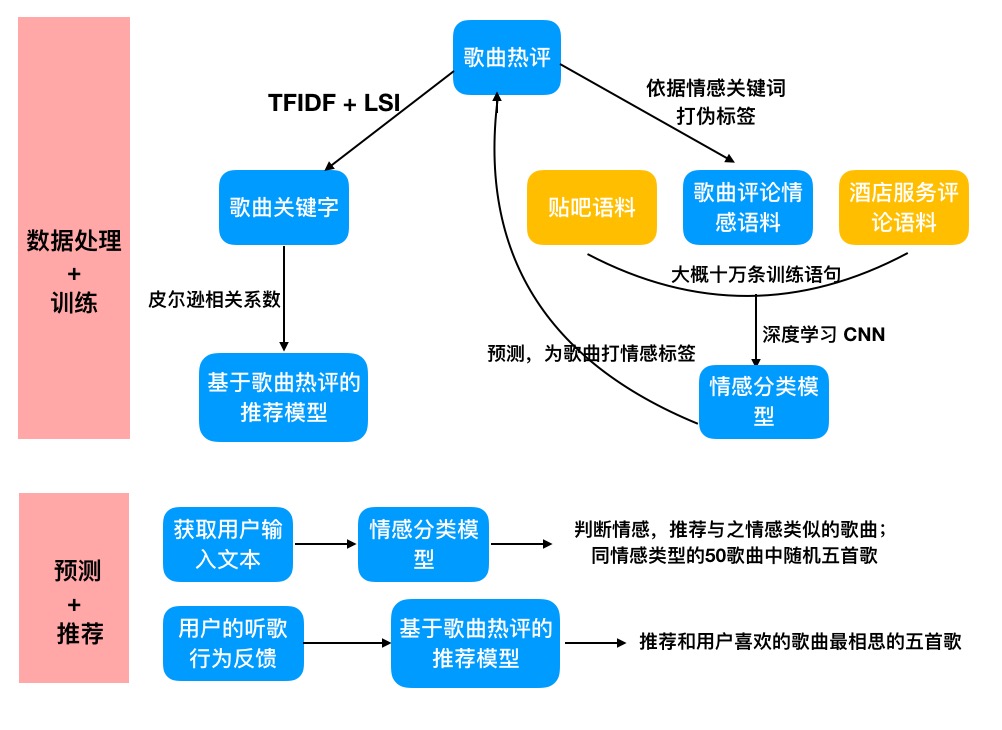 歌曲热评
TFIDF + LSI
依据情感关键词
打伪标签
歌曲关键字
贴吧语料
歌曲评论情
感语料
酒店服务评
论语料
数据处理
+
训练
大概十万条训练语句
皮尔逊相关系数
深度学习 CNN
预测，为歌曲打情感标签
基于歌曲热评的
推荐模型
情感分类模
型
预测
+
推荐
获取用户输
入文本
情感分类模
型
判断情感，推荐与之情感类似的歌曲；
同情感类型的50歌曲中随机五首歌
用户的听歌
行为反馈
基于歌曲热评的
推荐模型
推荐和用户喜欢的歌曲最相思的五首歌